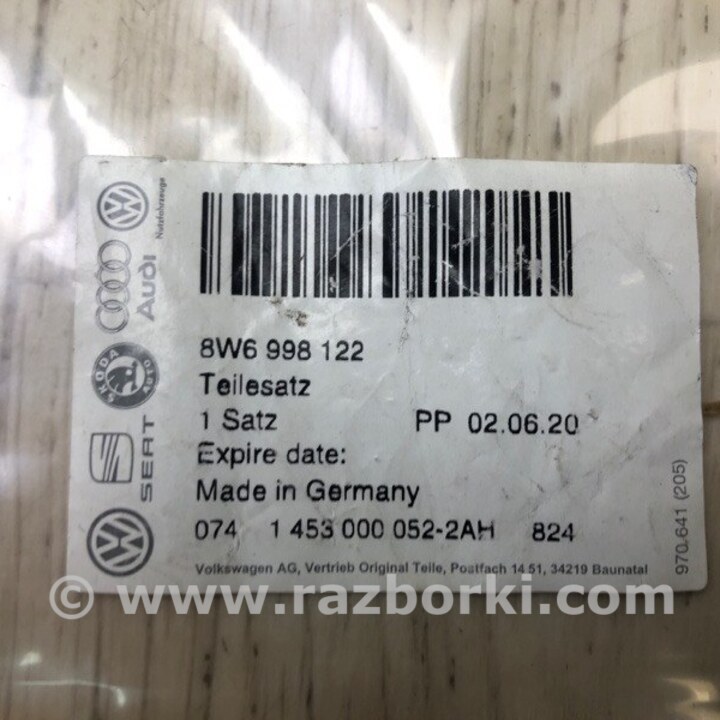 8W6 998 122
Teilesatz
1 Satz PP 02.06.20
Expire date:
Made in Germany
074 1 453 000 052-2AH 824
Volkswagen AG, Vertrieb Original Teile, Postfach 14 51, 34219 Baunatal
970.641 (205)
Nutzfahrzeuge
Audi
SKODA AUTO
SEAT
© www.razborki.com